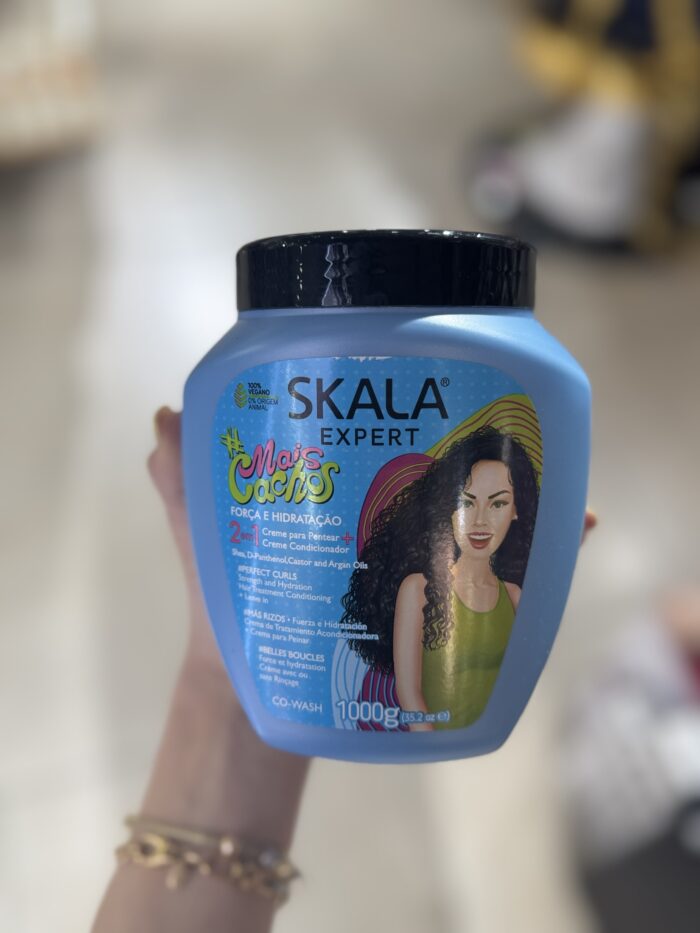 100%
VEGANO
0% ORIGEM
ANIMAL
SKALA®
EXPERT
#Mais
Cachos
FORÇA E HIDRATAÇÃO
2em1 Creme para Pentear +
Creme Condicionador
Shea, D-Panthenol, Castor and Argan Oils
#PERFECT CURLS
Strength and Hydration
Hair Treatment Conditioning
+ Leave in
#MÁS RIZOS • Fuerza e Hidratación
Crema de Tratamiento Acondicionadora
+ Crema para Peinar
#BELLES BOUCLES
Force et hydratation
Crème avec ou
sans Rinçage
CO-WASH
1000g (35.2 oz ℮)